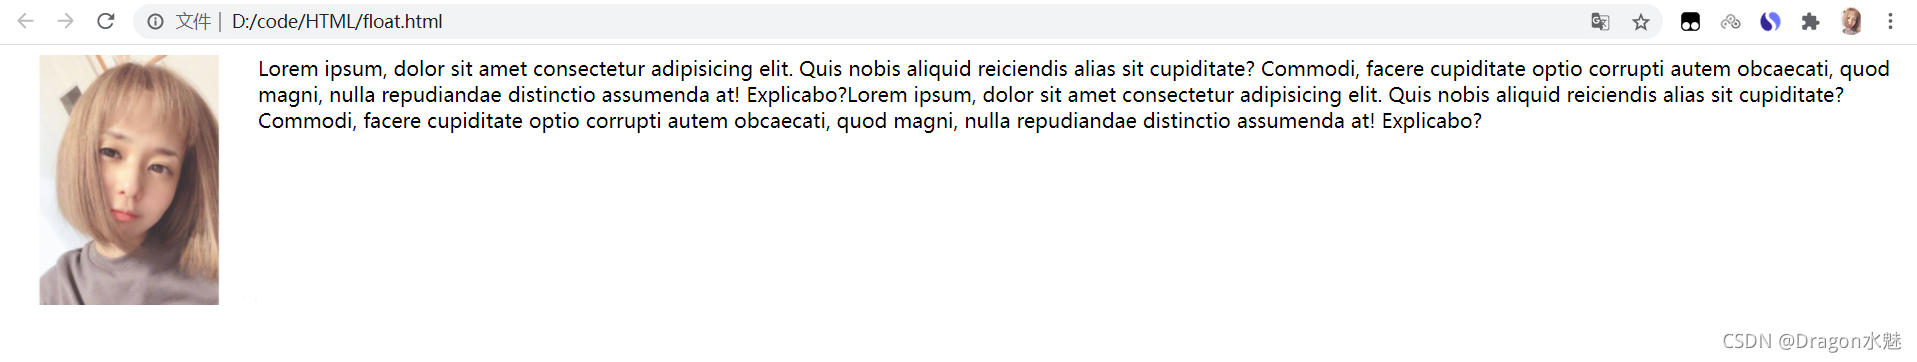 文件 | D:/code/HTML/float.html
Lorem ipsum, dolor sit amet consectetur adipisicing elit. Quis nobis aliquid reiciendis alias sit cupiditate? Commodi, facere cupiditate optio corrupti autem obcaecati, quod
magni, nulla repudiandae distinctio assumenda at! Explicabo?Lorem ipsum, dolor sit amet consectetur adipisicing elit. Quis nobis aliquid reiciendis alias sit cupiditate?
Commodi, facere cupiditate optio corrupti autem obcaecati, quod magni, nulla repudiandae distinctio assumenda at! Explicabo?
CSDN @Dragon水魅